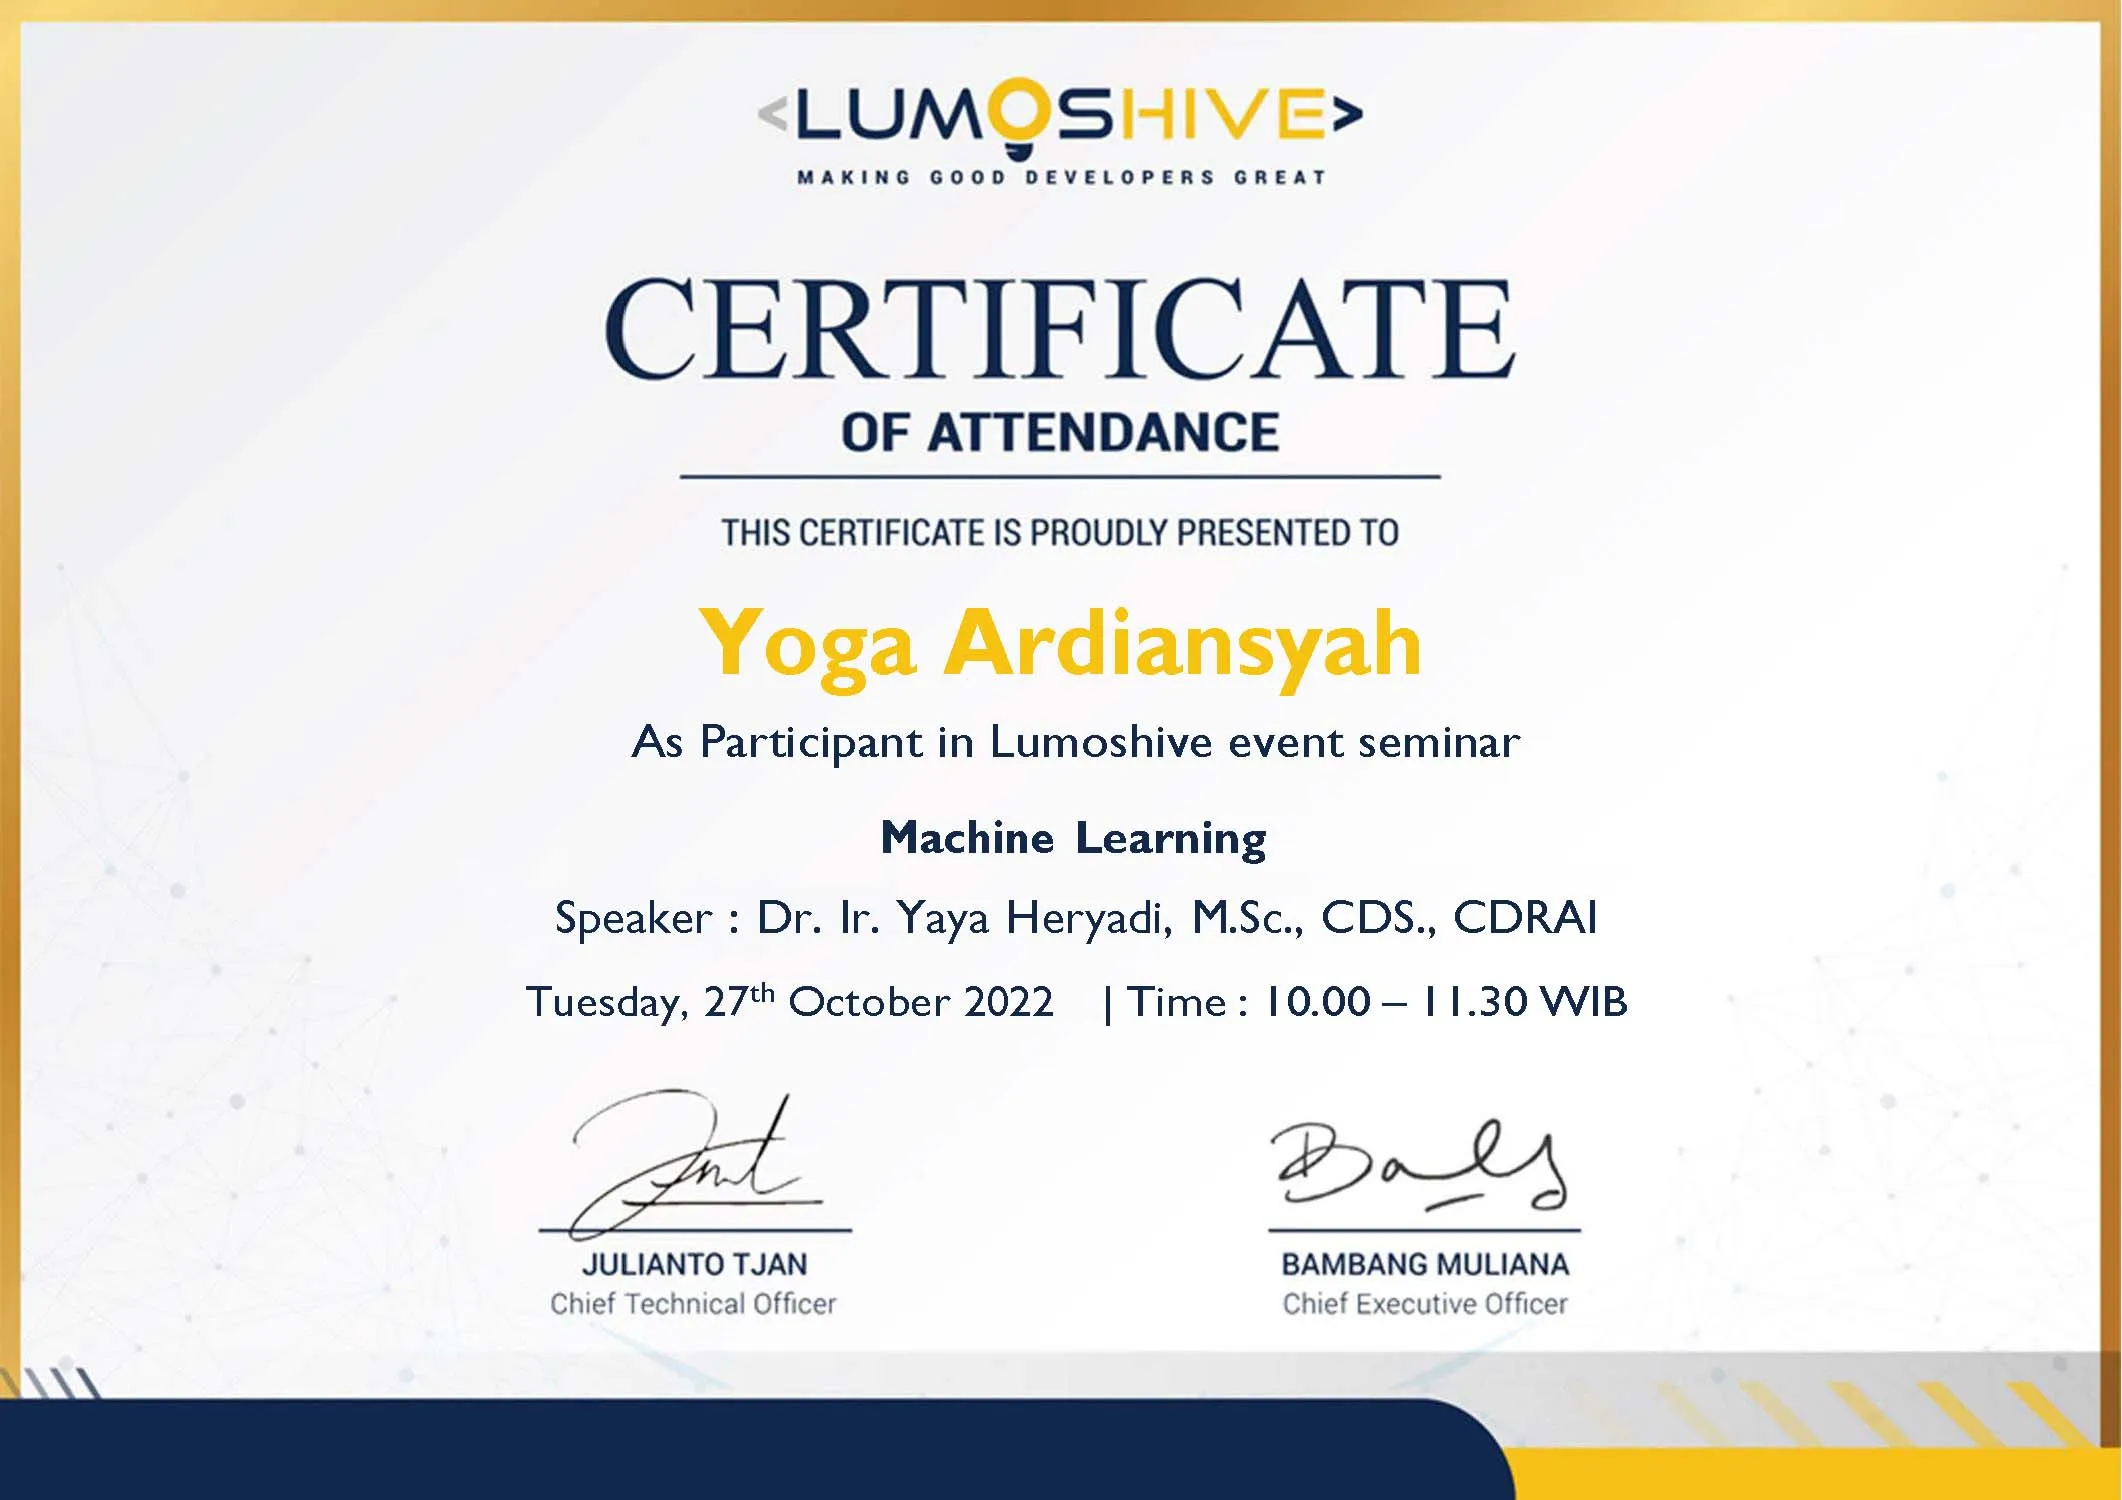 <LUMOSHIVE>
MAKING GOOD DEVELOPERS GREAT
CERTIFICATE
OF ATTENDANCE
THIS CERTIFICATE IS PROUDLY PRESENTED TO
Yoga Ardiansyah
As Participant in Lumoshive event seminar
Machine Learning
Speaker : Dr. Ir. Yaya Heryadi, M.Sc., CDS., CDRAI
Tuesday, 27th October 2022 | Time : 10.00 – 11.30 WIB
JULIANTO TJAN BAMBANG MULIANA
Chief Technical Officer Chief Executive Officer